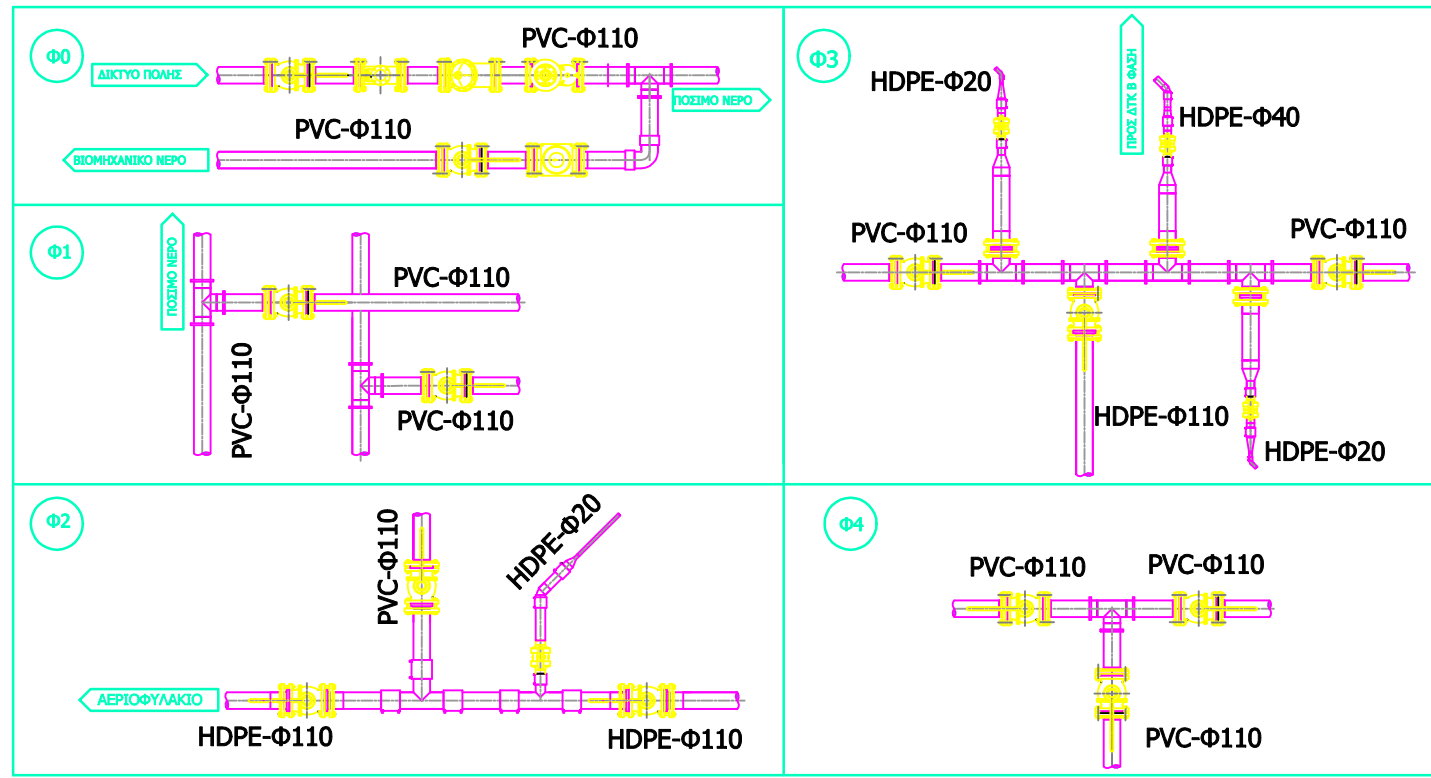 Φ0
PVC-Φ110
ΔΙΚΤΥΟ ΠΟΛΗΣ
ΠΟΣΙΜΟ ΝΕΡΟ
PVC-Φ110
ΒΙΟΜΗΧΑΝΙΚΟ ΝΕΡΟ
Φ1
ΠΟΣΙΜΟ ΝΕΡΟ
PVC-Φ110
PVC-Φ110
PVC-Φ110
Φ2
PVC-Φ110
HDPE-Φ20
ΑΕΡΙΟΦΥΛΑΚΙΟ
HDPE-Φ110
HDPE-Φ110
Φ3
HDPE-Φ20
ΠΡΟΣ ΔΤΚ Β ΦΑΣΗ
HDPE-Φ40
PVC-Φ110
PVC-Φ110
HDPE-Φ110
HDPE-Φ20
Φ4
PVC-Φ110
PVC-Φ110
PVC-Φ110